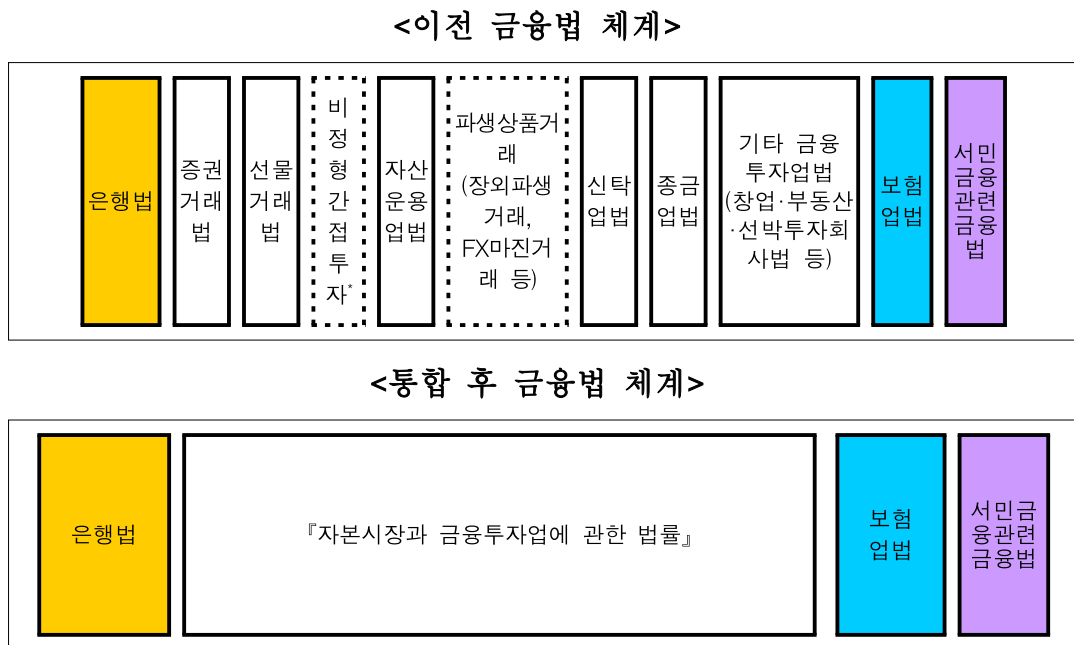 <이전 금융법 체계>
은행법
증권
거래
법
선물
거래
법
비
정
형
간
접
투
자*
자산
운용
업법
파생상품거
래
(장외파생
거래,
FX마진거
래 등)
신탁
업법
종금
업법
기타 금융
투자업법
(창업·부동산
·선박투자회
사법 등)
보험
업법
서민
금융
관련
금융
법
<통합 후 금융법 체계>
은행법
『자본시장과 금융투자업에 관한 법률』
보험
업법
서민금
융관련
금융법